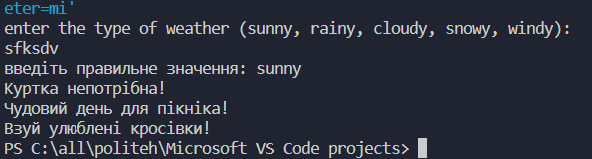 eter=mi'
enter the type of weather (sunny, rainy, cloudy, snowy, windy):
sfksdv
введіть правильне значення: sunny
Куртка непотрібна!
Чудовий день для пікніка!
Взуй улюблені кросівки!
PS C:\all\politeh\Microsoft VS Code projects>